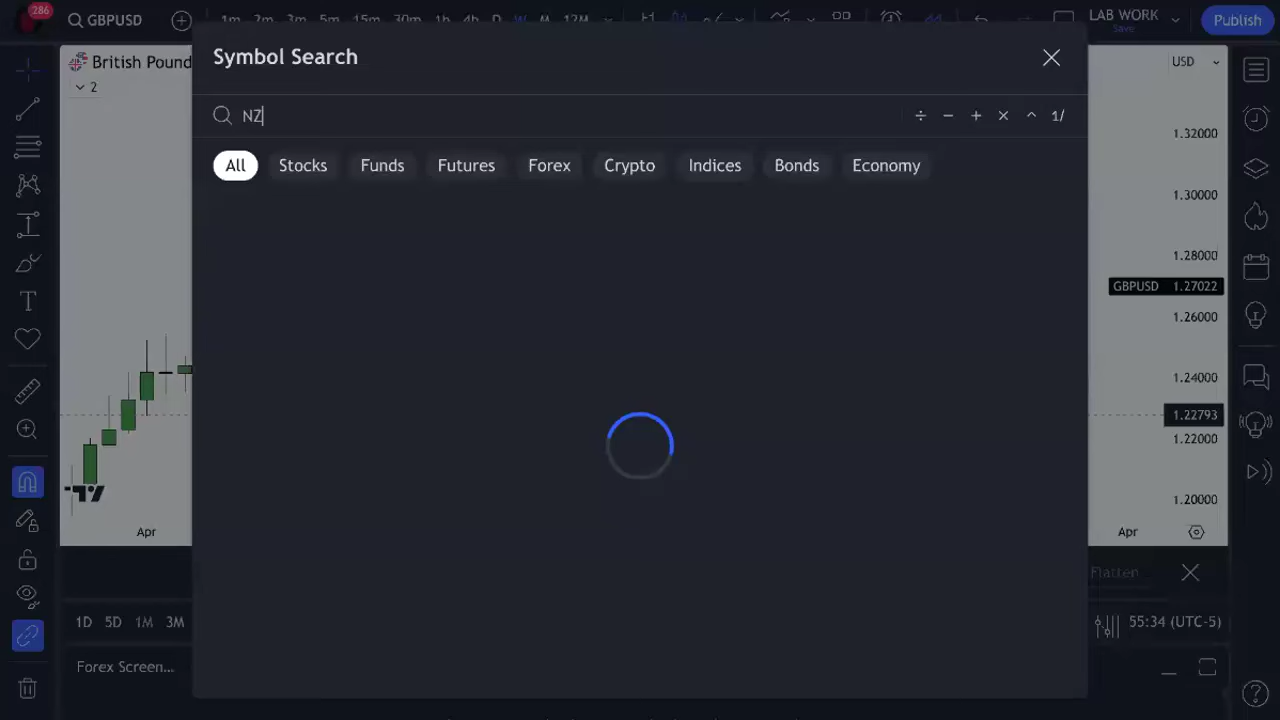 286
GBPUSD
1m 2m 3m 5m 15m 30m 1h 4h D W M 12M
LAB WORK
Save
Publish
British Pound
2
USD
Symbol Search
NZ
÷ − + × ^ 1/
All Stocks Funds Futures Forex Crypto Indices Bonds Economy
1.32000
1.30000
1.28000
GBPUSD 1.27022
1.26000
1.24000
1.22793
1.22000
1.20000
Apr
Apr
Flatten
1D 5D 1M 3M
55:34 (UTC-5)
Forex Screen...